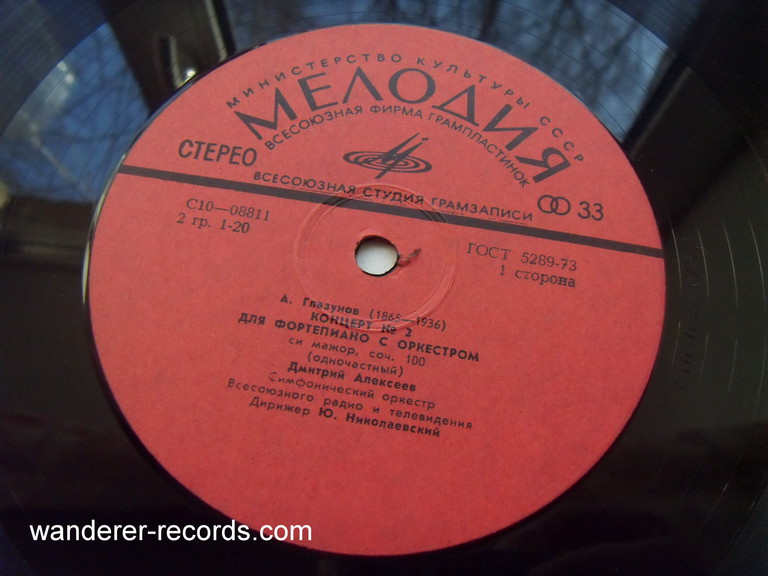 МИНИСТЕРСТВО КУЛЬТУРЫ СССР
МЕЛОДИЯ
ВСЕСОЮЗНАЯ ФИРМА ГРАМПЛАСТИНОК
СТЕРЕО
ВСЕСОЮЗНАЯ СТУДИЯ ГРАМЗАПИСИ
33
С10—08811
2 гр. 1-20
ГОСТ 5289-73
1 сторона
А. Глазунов (1865—1936)
КОНЦЕРТ № 2
ДЛЯ ФОРТЕПИАНО С ОРКЕСТРОМ
си мажор, соч. 100
(одночастный)
Дмитрий Алексеев
Симфонический оркестр
Всесоюзного радио и телевидения
Дирижер Ю. Николаевский
wanderer-records.com